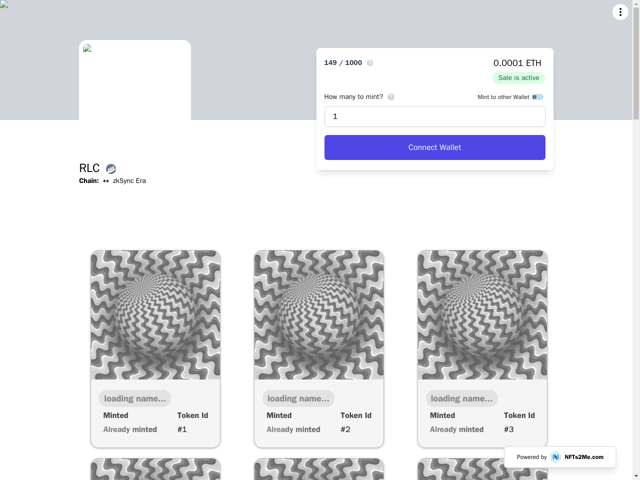 149 / 1000 ?
0.0001 ETH
Sale is active
How many to mint? ?
Mint to other Wallet
1
Connect Wallet
RLC
Chain: zkSync Era
loading name...
Minted Token Id
Already minted #1
loading name...
Minted Token Id
Already minted #2
loading name...
Minted Token Id
Already minted #3
Powered by NFTs2Me.com